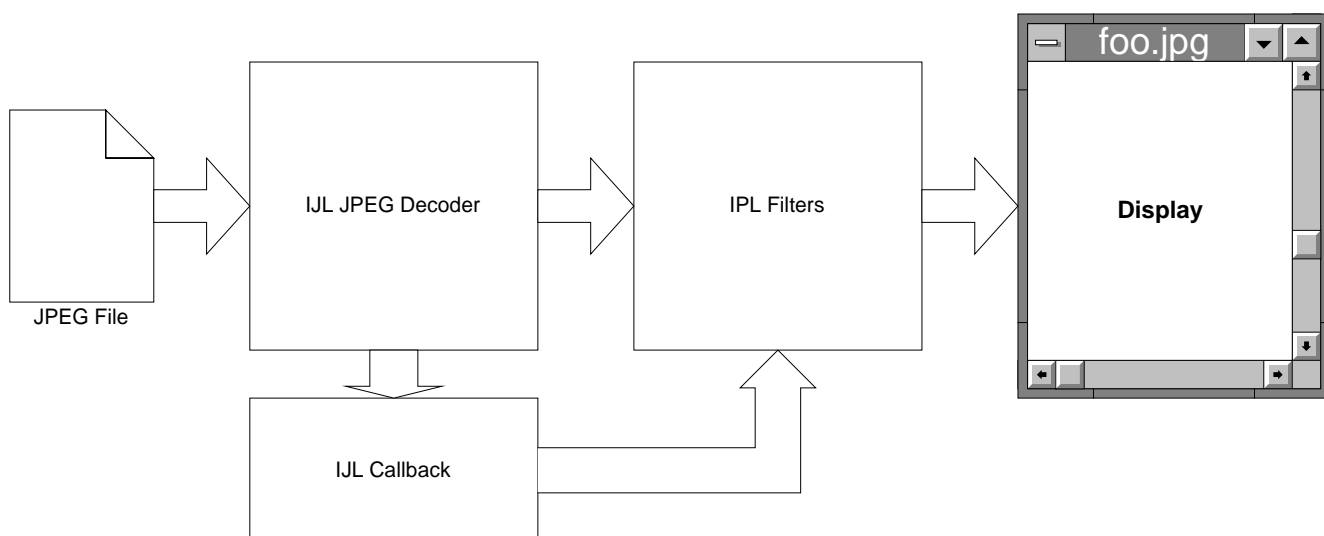 foo.jpg
JPEG File
IJL JPEG Decoder
IPL Filters
Display
IJL Callback